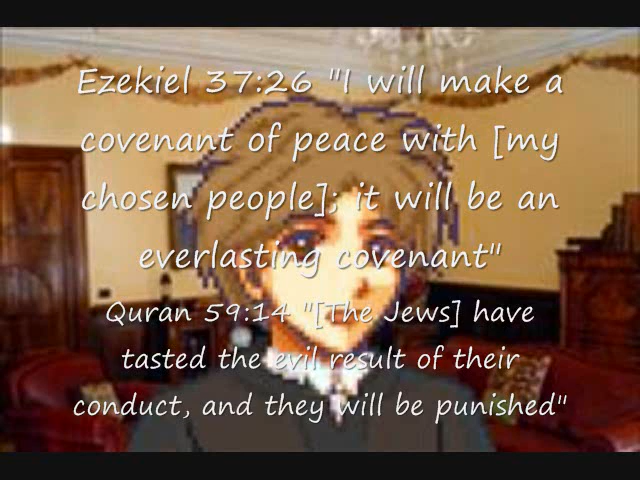 Ezekiel 37:26 "I will make a
covenant of peace with [my
chosen people]; it will be an
everlasting covenant"
Quran 59:14 "[The Jews] have
tasted the evil result of their
conduct, and they will be punished"